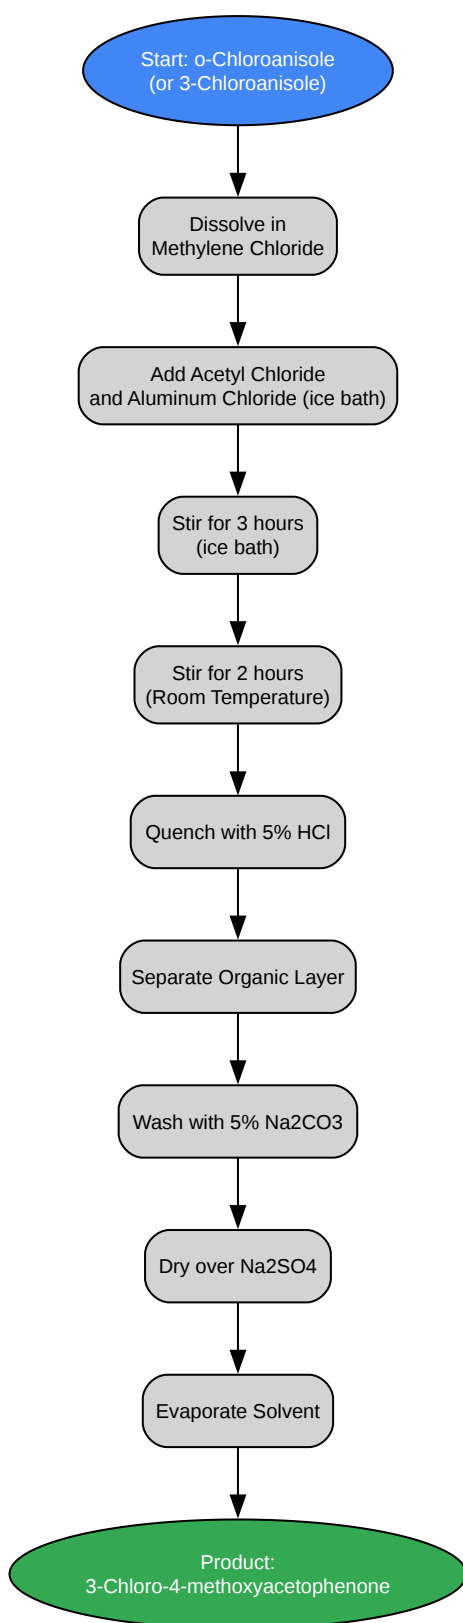 Start: o-Chloroanisole
(or 3-Chloroanisole)
Dissolve in
Methylene Chloride
Add Acetyl Chloride
and Aluminum Chloride (ice bath)
Stir for 3 hours
(ice bath)
Stir for 2 hours
(Room Temperature)
Quench with 5% HCl
Separate Organic Layer
Wash with 5% Na2CO3
Dry over Na2SO4
Evaporate Solvent
Product:
3-Chloro-4-methoxyacetophenone